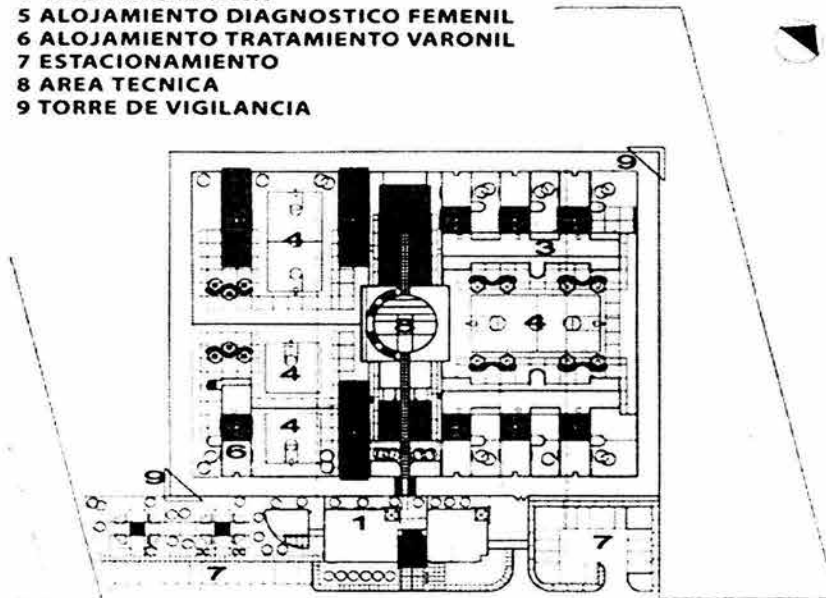 5 ALOJAMIENTO DIAGNOSTICO FEMENIL
6 ALOJAMIENTO TRATAMIENTO VARONIL
7 ESTACIONAMIENTO
8 AREA TECNICA
9 TORRE DE VIGILANCIA
9
4
3
4
4
4
6
9
1
7
7